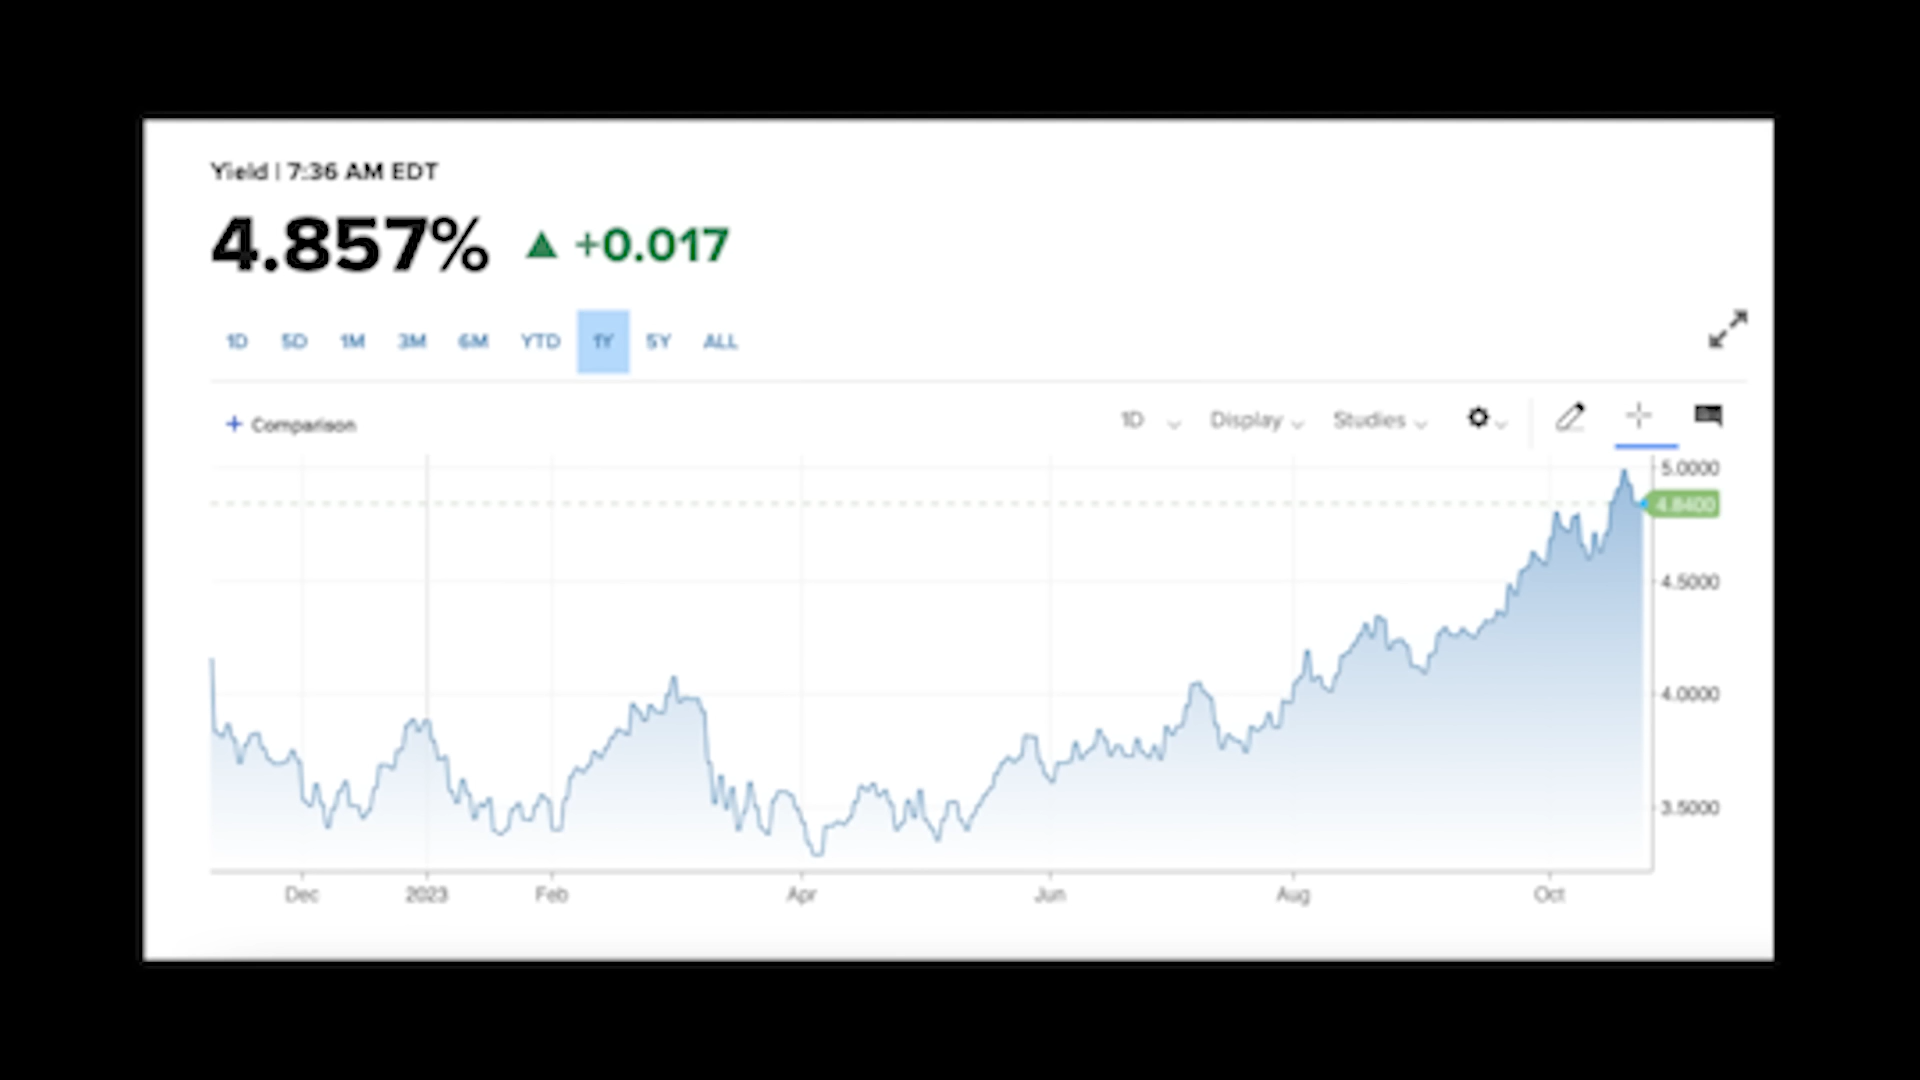 Yield | 7:36 AM EDT
4.857% ▲ +0.017
1D 5D 1M 3M 6M YTD 1Y 5Y ALL
+ Comparison 1D Display Studies
5.0000
4.8400
4.5000
4.0000
3.5000
Dec 2023 Feb Apr Jun Aug Oct